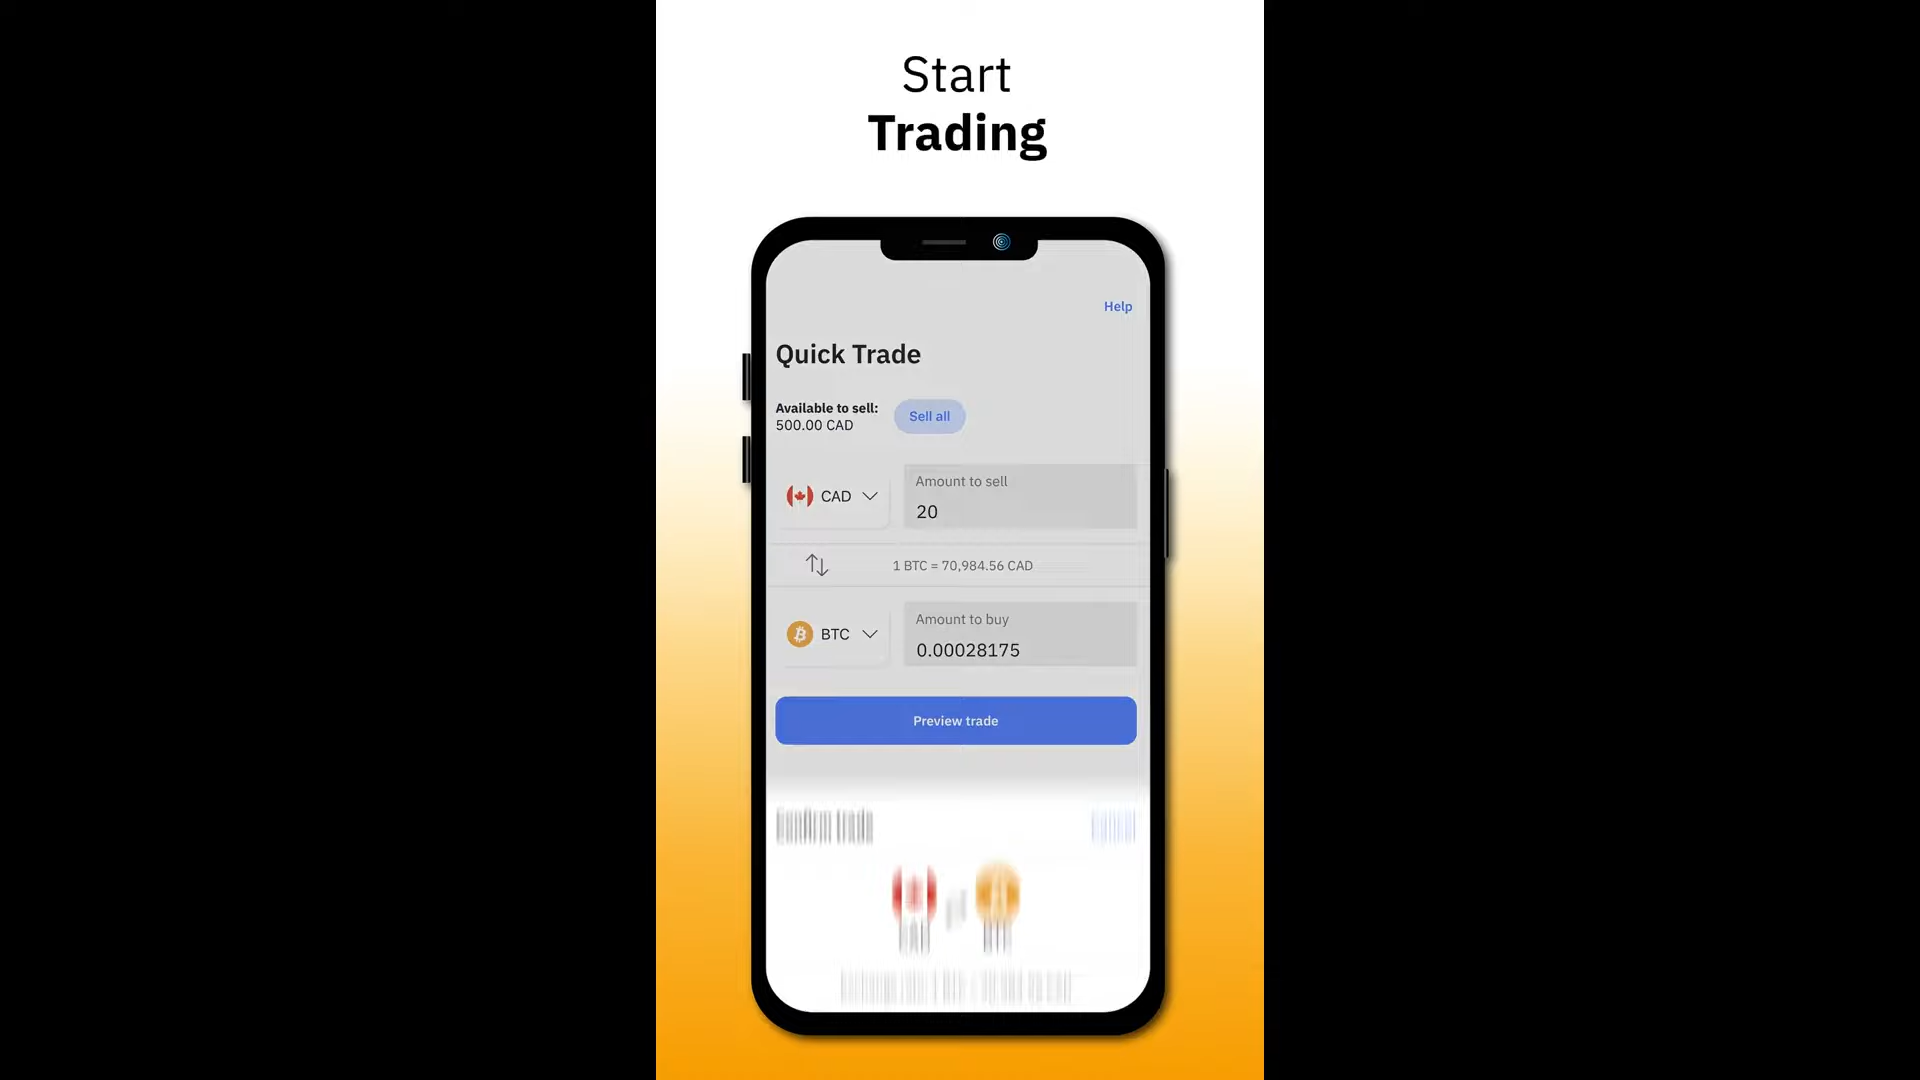 Start
Trading
Help
Quick Trade
Available to sell:
500.00 CAD
Sell all
CAD
Amount to sell
20
1 BTC = 70,984.56 CAD
BTC
Amount to buy
0.00028175
Preview trade